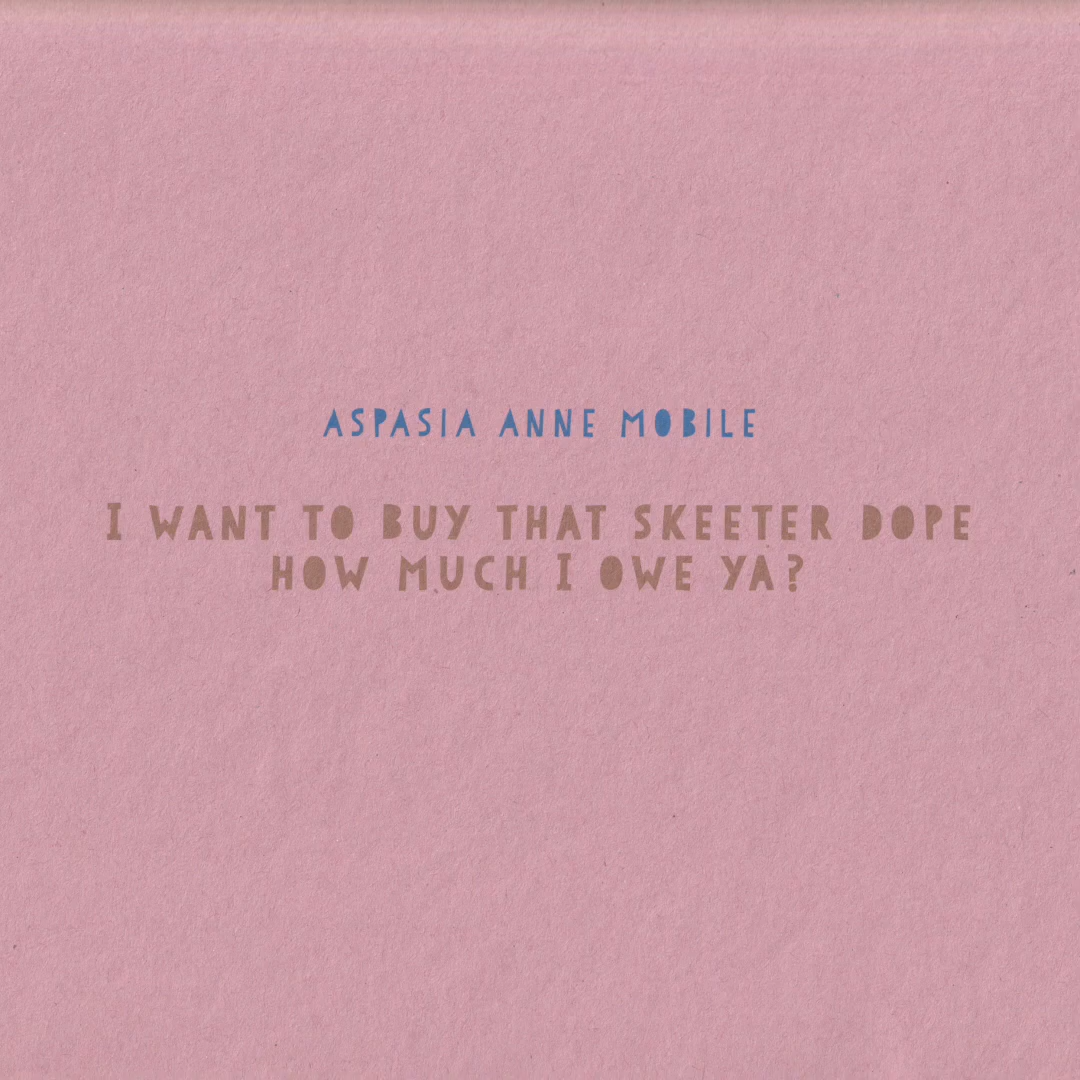 ASPASIA ANNE MOBILE
I WANT TO BUY THAT SKEETER DOPE
HOW MUCH I OWE YA?